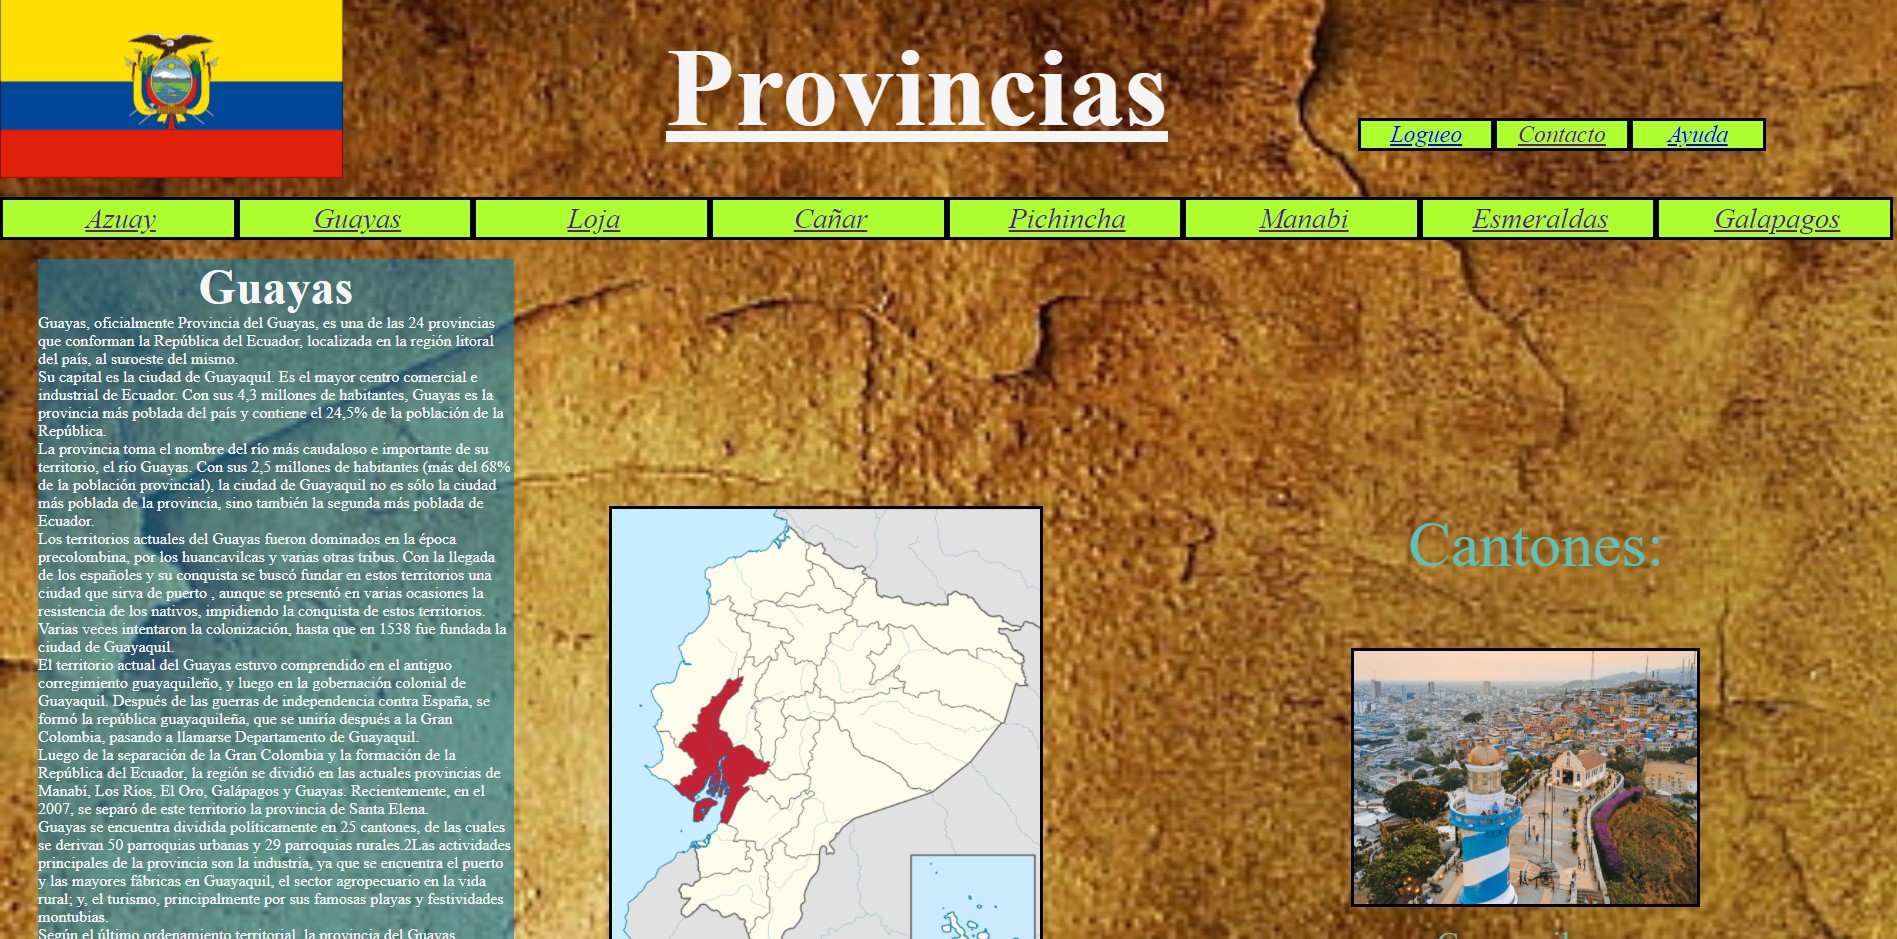 Provincias
Logueo Contacto Ayuda
Azuay Guayas Loja Cañar Pichincha Manabi Esmeraldas Galapagos
Guayas
Guayas, oficialmente Provincia del Guayas, es una de las 24 provincias
que conforman la República del Ecuador, localizada en la región litoral
del país, al suroeste del mismo.
Su capital es la ciudad de Guayaquil. Es el mayor centro comercial e
industrial de Ecuador. Con sus 4,3 millones de habitantes, Guayas es la
provincia más poblada del país y contiene el 24,5% de la población de la
República.
La provincia toma el nombre del río más caudaloso e importante de su
territorio, el río Guayas. Con sus 2,5 millones de habitantes (más del 68%
de la población provincial), la ciudad de Guayaquil no es sólo la ciudad
más poblada de la provincia, sino también la segunda más poblada de
Ecuador.
Los territorios actuales del Guayas fueron dominados en la época
precolombina, por los huancavilcas y varias otras tribus. Con la llegada
de los españoles y su conquista se buscó fundar en estos territorios una
ciudad que sirva de puerto , aunque se presentó en varias ocasiones la
resistencia de los nativos, impidiendo la conquista de estos territorios.
Varias veces intentaron la colonización, hasta que en 1538 fue fundada la
ciudad de Guayaquil.
El territorio actual del Guayas estuvo comprendido en el antiguo
corregimiento guayaquileño, y luego en la gobernación colonial de
Guayaquil. Después de las guerras de independencia contra España, se
formó la república guayaquileña, que se uniría después a la Gran
Colombia, pasando a llamarse Departamento de Guayaquil.
Luego de la separación de la Gran Colombia y la formación de la
República del Ecuador, la región se dividió en las actuales provincias de
Manabí, Los Ríos, El Oro, Galápagos y Guayas. Recientemente, en el
2007, se separó de este territorio la provincia de Santa Elena.
Guayas se encuentra dividida políticamente en 25 cantones, de las cuales
se derivan 50 parroquias urbanas y 29 parroquias rurales.2Las actividades
principales de la provincia son la industria, ya que se encuentra el puerto
y las mayores fábricas en Guayaquil, el sector agropecuario en la vida
rural; y, el turismo, principalmente por sus famosas playas y festividades
montubias.
Según el último ordenamiento territorial, la provincia del Guayas
Cantones: